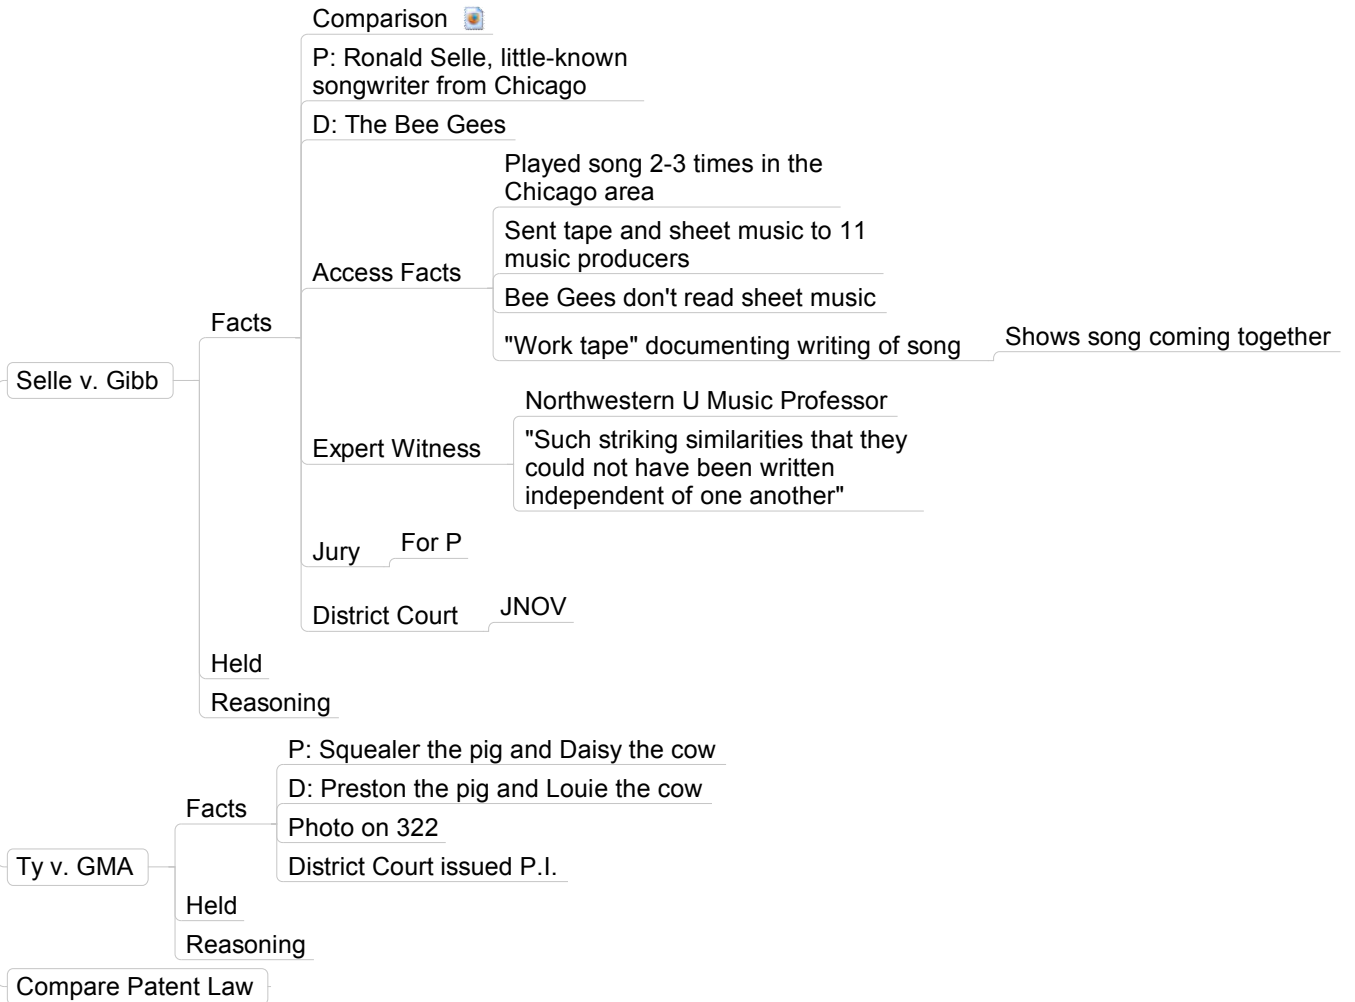 Comparison
P: Ronald Selle, little-known
songwriter from Chicago
D: The Bee Gees
Played song 2-3 times in the
Chicago area
Sent tape and sheet music to 11
music producers
Access Facts
Bee Gees don't read sheet music
Facts
"Work tape" documenting writing of song
Shows song coming together
Selle v. Gibb
Northwestern U Music Professor
Expert Witness
"Such striking similarities that they
could not have been written
independent of one another"
Jury
For P
District Court
JNOV
Held
Reasoning
P: Squealer the pig and Daisy the cow
D: Preston the pig and Louie the cow
Facts
Photo on 322
District Court issued P.I.
Ty v. GMA
Held
Reasoning
Compare Patent Law